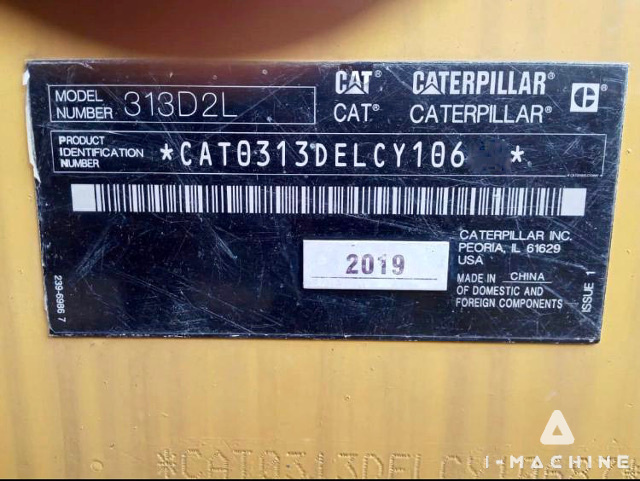 CAT® CATERPILLAR®
CAT® CATERPILLAR®
MODEL NUMBER 313D2L
PRODUCT IDENTIFICATION NUMBER *CAT0313DELCY106 *
CATERPILLAR INC.
PEORIA, IL 61629
USA
2019
MADE IN CHINA
OF DOMESTIC AND
FOREIGN COMPONENTS
ISSUE 1
239-6986 7
I-MACHINE